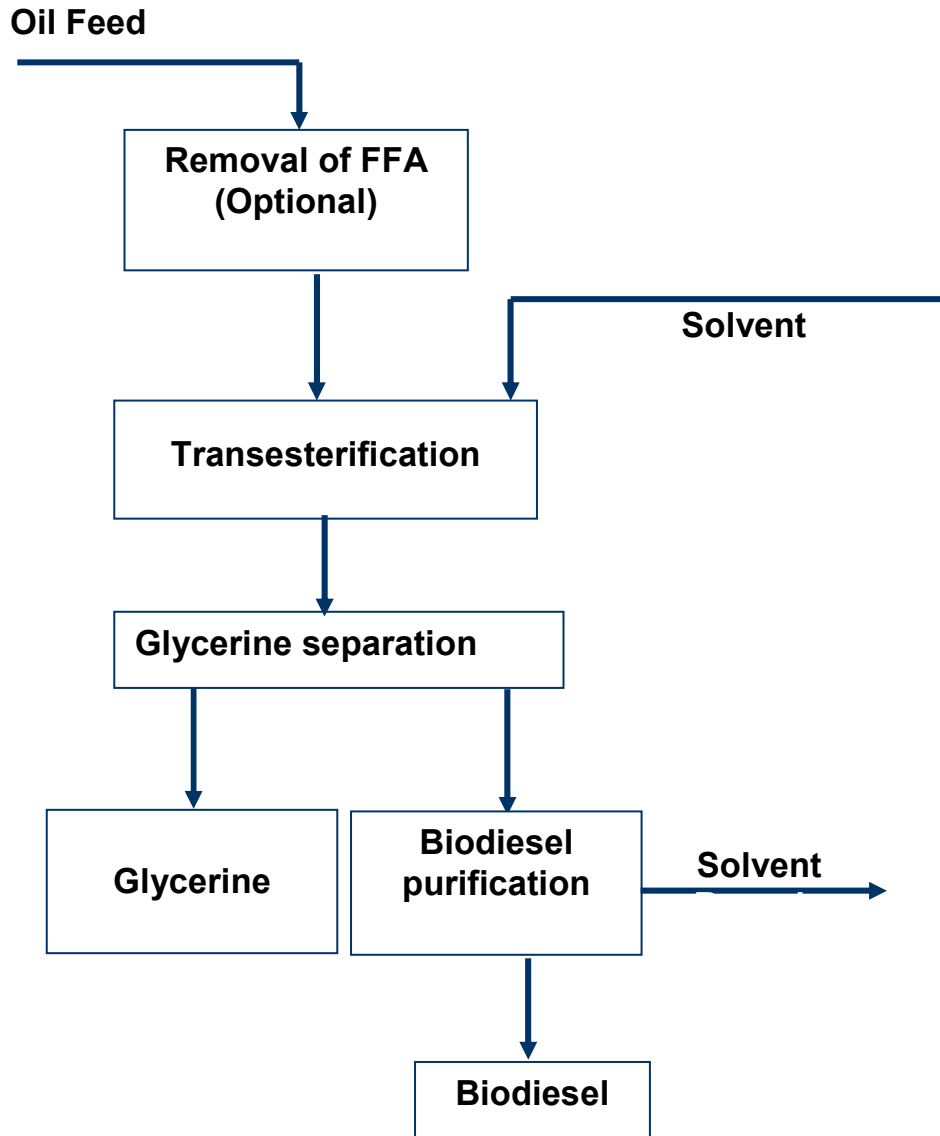 Oil Feed
Removal of FFA
(Optional)
Solvent
Transesterification
Glycerine separation
Glycerine
Biodiesel
purification
Solvent
Biodiesel